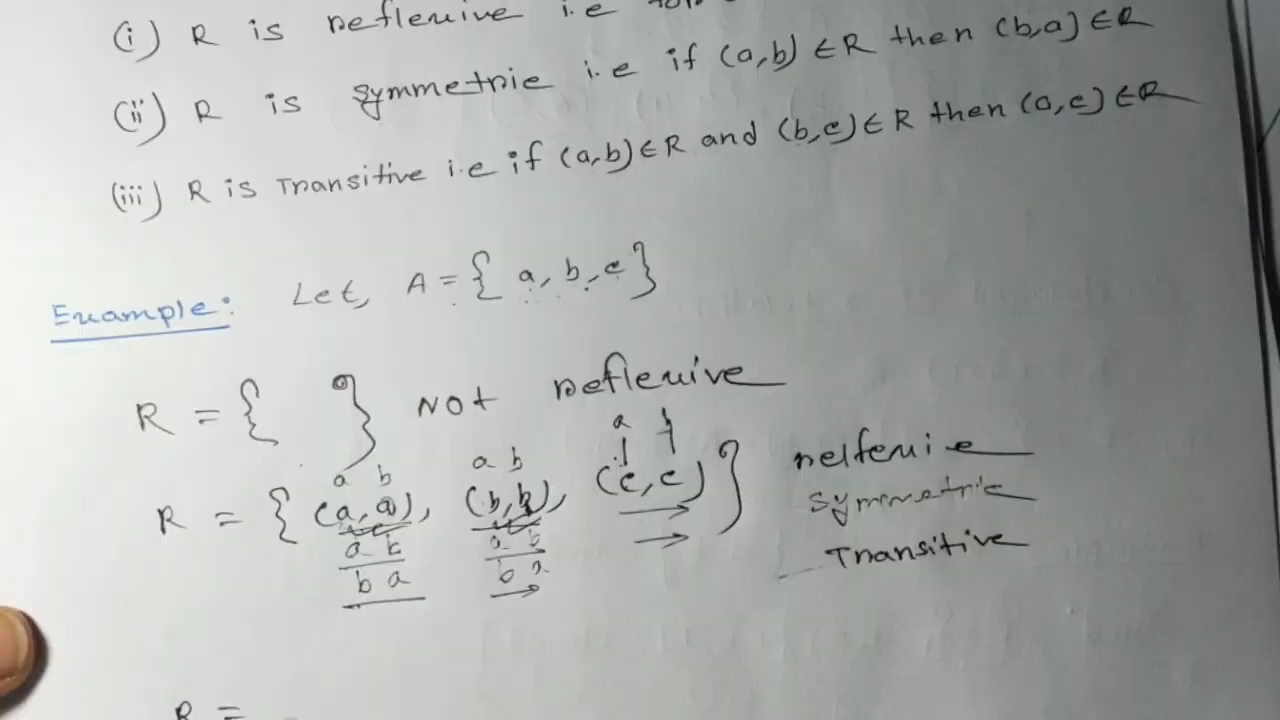 (i) R is reflexive i.e
(ii) R is symmetric i.e if (a,b) ∈ R then (b,a) ∈ R
(iii) R is Transitive i.e if (a,b) ∈ R and (b,c) ∈ R then (a,c) ∈ R
Example: Let, A = { a, b, c }
R = { } Not reflexive
a b a b a b
R = { (a,a), (b,b), (c,c) } relfexie
symmetric
Transitive
a b a b
b a b a
R =